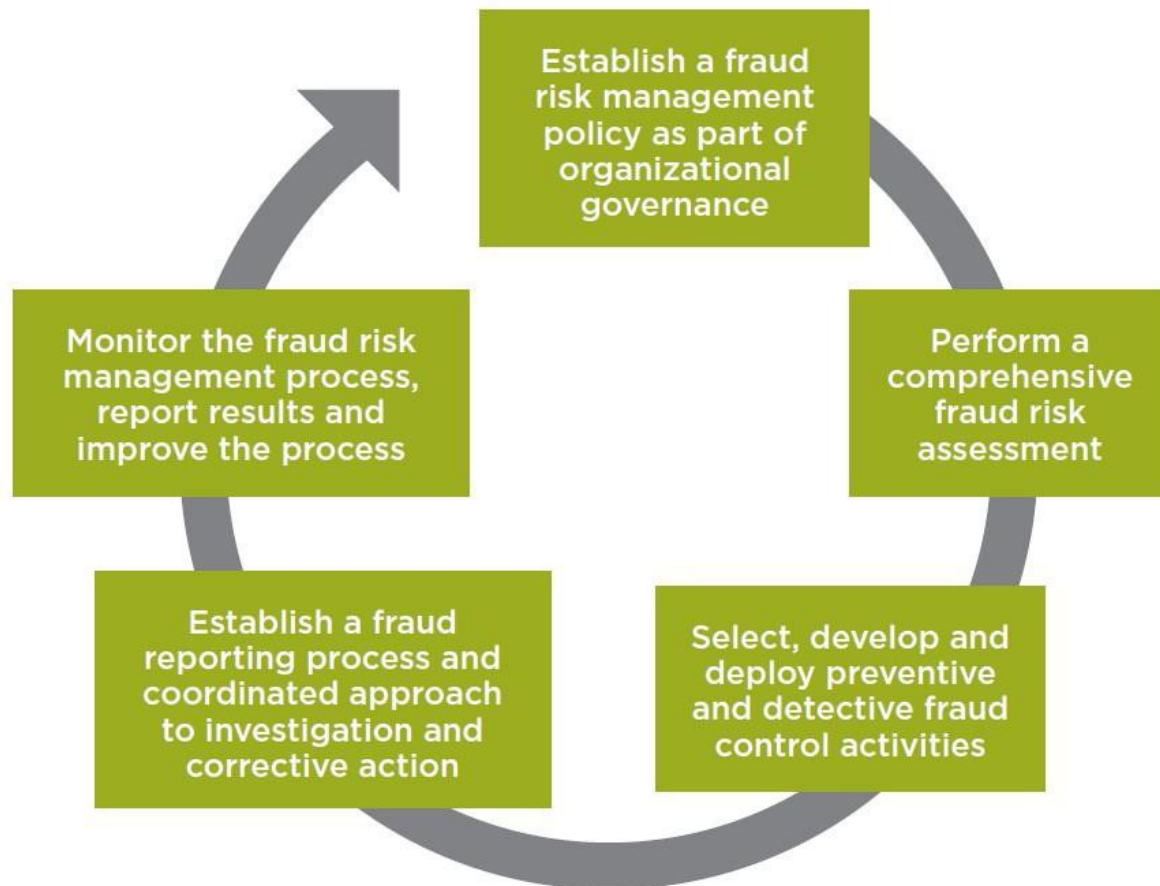 Establish a fraud
risk management
policy as part of
organizational
governance
Perform a
comprehensive
fraud risk
assessment
Select, develop and
deploy preventive
and detective fraud
control activities
Establish a fraud
reporting process and
coordinated approach
to investigation and
corrective action
Monitor the fraud risk
management process,
report results and
improve the process